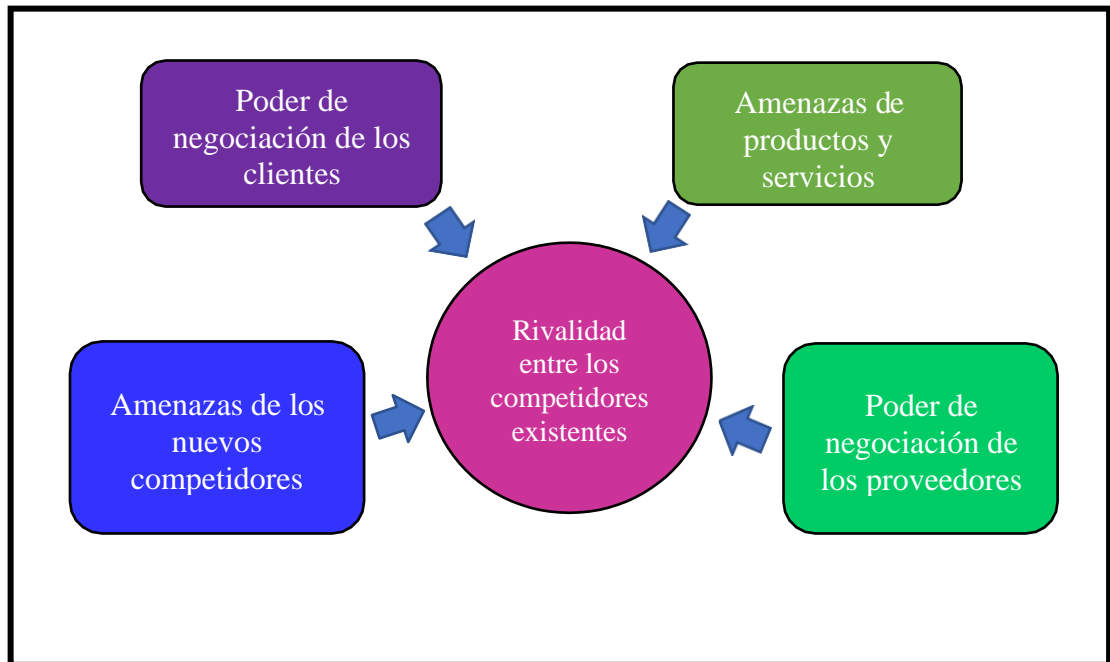 Poder de
negociación de los
clientes
Amenazas de
productos y
servicios
Rivalidad
entre los
competidores
existentes
Amenazas de los
nuevos
competidores
Poder de
negociación de
los proveedores